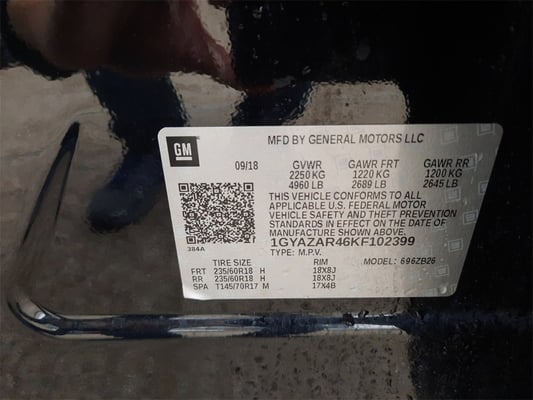 GM
MFD BY GENERAL MOTORS LLC
09/18 GVWR GAWR FRT GAWR RR
2250 KG 1220 KG 1200 KG
4960 LB 2689 LB 2645 LB
THIS VEHICLE CONFORMS TO ALL
APPLICABLE U.S. FEDERAL MOTOR
VEHICLE SAFETY AND THEFT PREVENTION
STANDARDS IN EFFECT ON THE DATE OF
MANUFACTURE SHOWN ABOVE.
384A
1GYAZAR46KF102399
TYPE: M.P.V. MODEL: 696ZB26
TIRE SIZE RIM
FRT 235/60R18 H 18X8J
RR 235/60R18 H 18X8J
SPA T145/70R17 M 17X4B